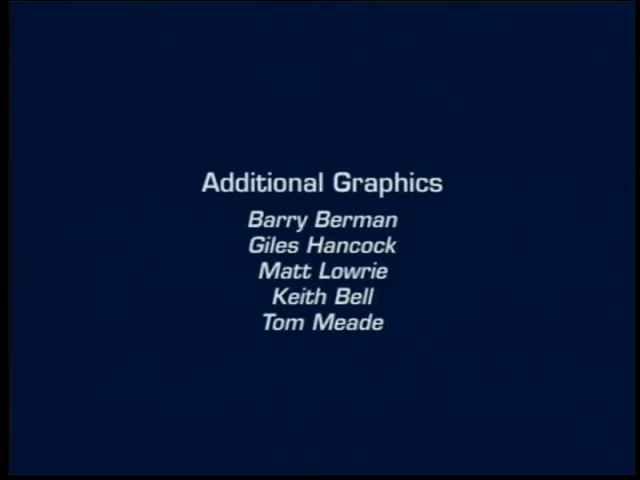 Additional Graphics
Barry Berman
Giles Hancock
Matt Lowrie
Keith Bell
Tom Meade